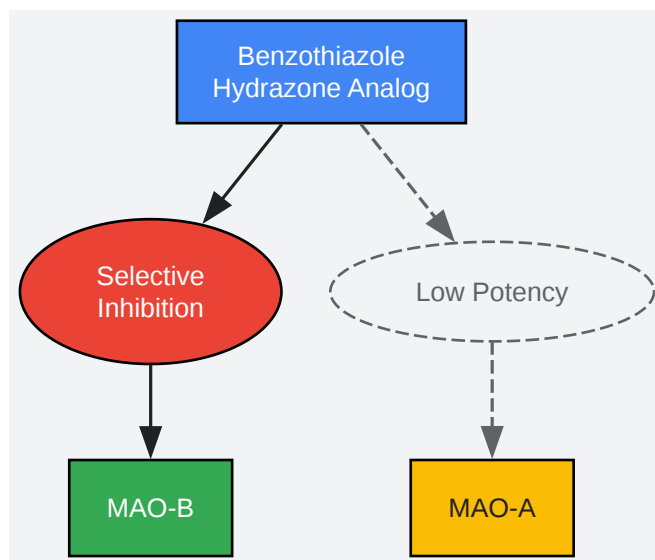 Benzothiazole
Hydrazone Analog
Selective
Inhibition
Low Potency
MAO-B
MAO-A